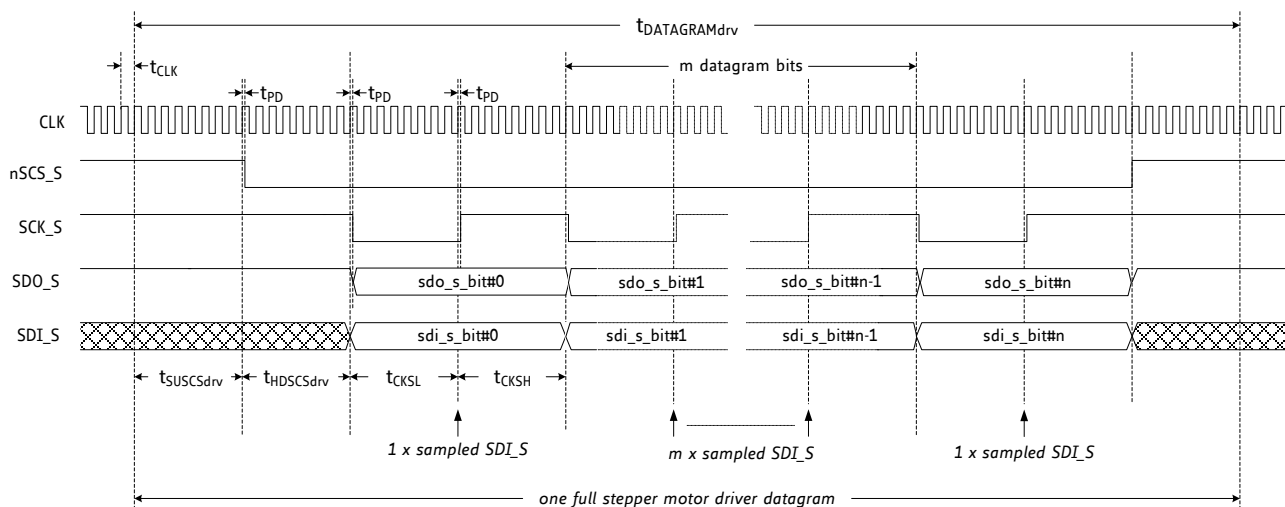 tDATAGRAMdrv
tCLK
m datagram bits
tPD tPD tPD
CLK
nSCS_S
SCK_S
SDO_S sdo_s_bit#0 sdo_s_bit#1 sdo_s_bit#n-1 sdo_s_bit#n
SDI_S sdi_s_bit#0 sdi_s_bit#1 sdi_s_bit#n-1 sdi_s_bit#n
tSUSCSdrv tHDSCSdrv tCKSL tCKSH
1 x sampled SDI_S m x sampled SDI_S 1 x sampled SDI_S
one full stepper motor driver datagram